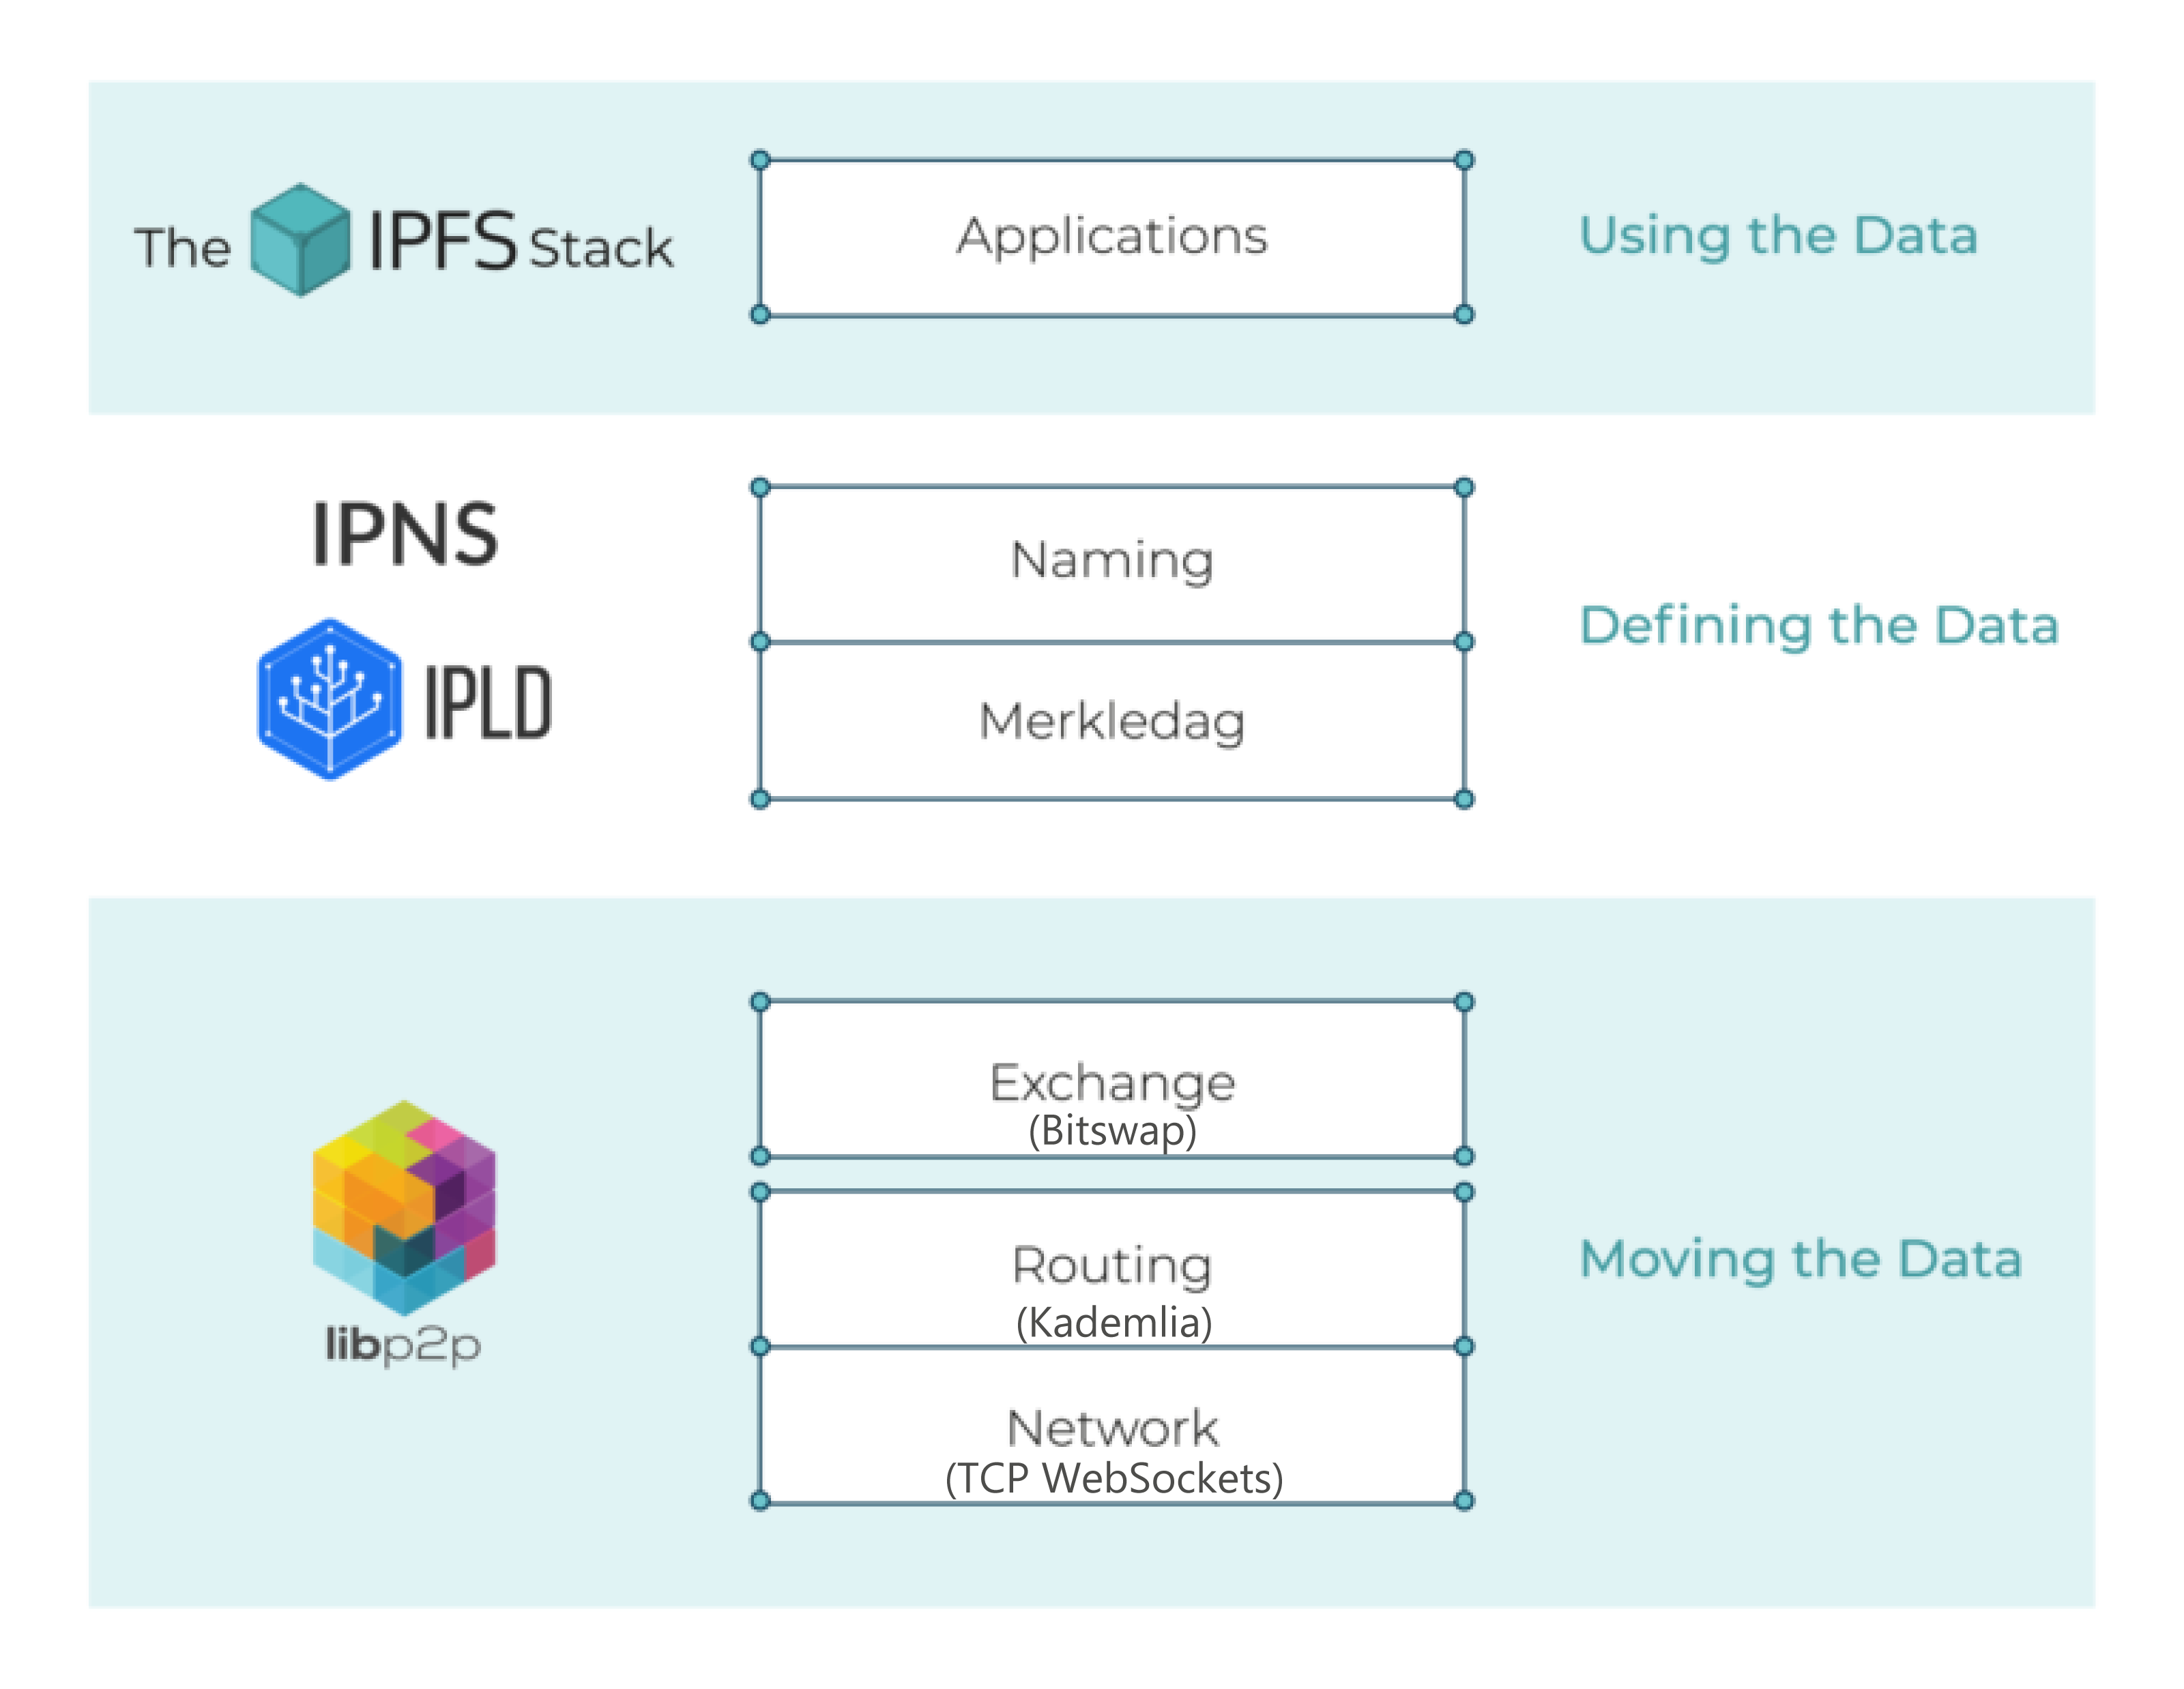 The IPFS Stack
Applications
Using the Data
IPNS
IPLD
Naming
Merkledag
Defining the Data
libp2p
Exchange
(Bitswap)
Routing
(Kademlia)
Network
(TCP WebSockets)
Moving the Data